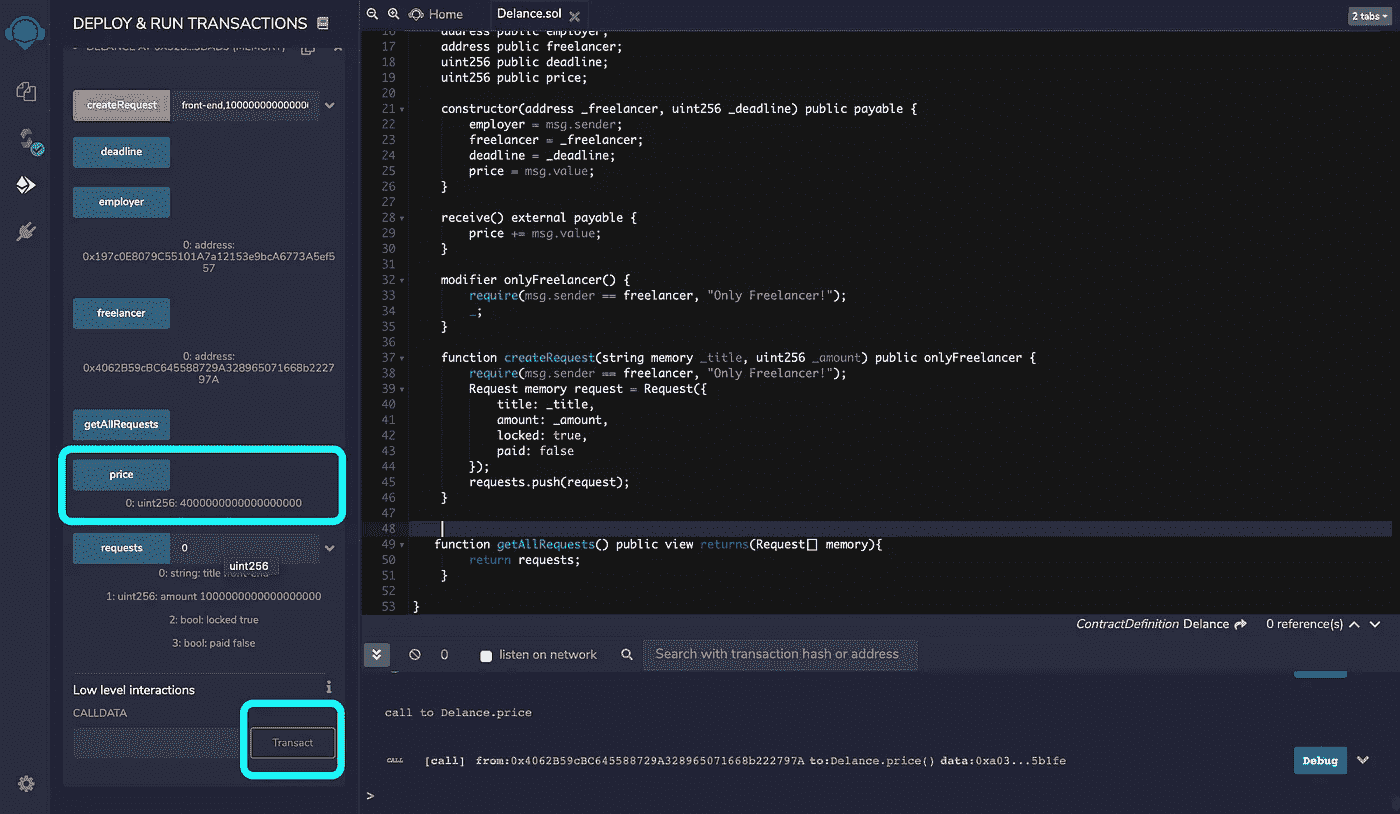 DEPLOY & RUN TRANSACTIONS
createRequest
front-end,1000000000000000
deadline
employer
0: address:
0x197c0E8079C55101A7a12153e9bcA6773A5ef5
57
freelancer
0: address:
0x4062B59cBC645588729A328965071668b2227
97A
getAllRequests
price
0: uint256: 4000000000000000000
requests
0
uint256
0: string: title front-end
1: uint256: amount 1000000000000000000
2: bool: locked true
3: bool: paid false
Low level interactions
i
CALLDATA
Transact
Home
Delance.sol
2 tabs
16 address public employer;
17 address public freelancer;
18 uint256 public deadline;
19 uint256 public price;
20
21 constructor(address _freelancer, uint256 _deadline) public payable {
22 employer = msg.sender;
23 freelancer = _freelancer;
24 deadline = _deadline;
25 price = msg.value;
26 }
27
28 receive() external payable {
29 price += msg.value;
30 }
31
32 modifier onlyFreelancer() {
33 require(msg.sender == freelancer, "Only Freelancer!");
34 _;
35 }
36
37 function createRequest(string memory _title, uint256 _amount) public onlyFreelancer {
38 require(msg.sender == freelancer, "Only Freelancer!");
39 Request memory request = Request({
40 title: _title,
41 amount: _amount,
42 locked: true,
43 paid: false
44 });
45 requests.push(request);
46 }
47
48
49 function getAllRequests() public view returns(Request[] memory){
50 return requests;
51 }
52
53 }
ContractDefinition Delance 0 reference(s)
0 listen on network Search with transaction hash or address
call to Delance.price
CALL [call] from:0x4062B59cBC645588729A328965071668b222797A to:Delance.price() data:0xa03...5b1fe
Debug
>